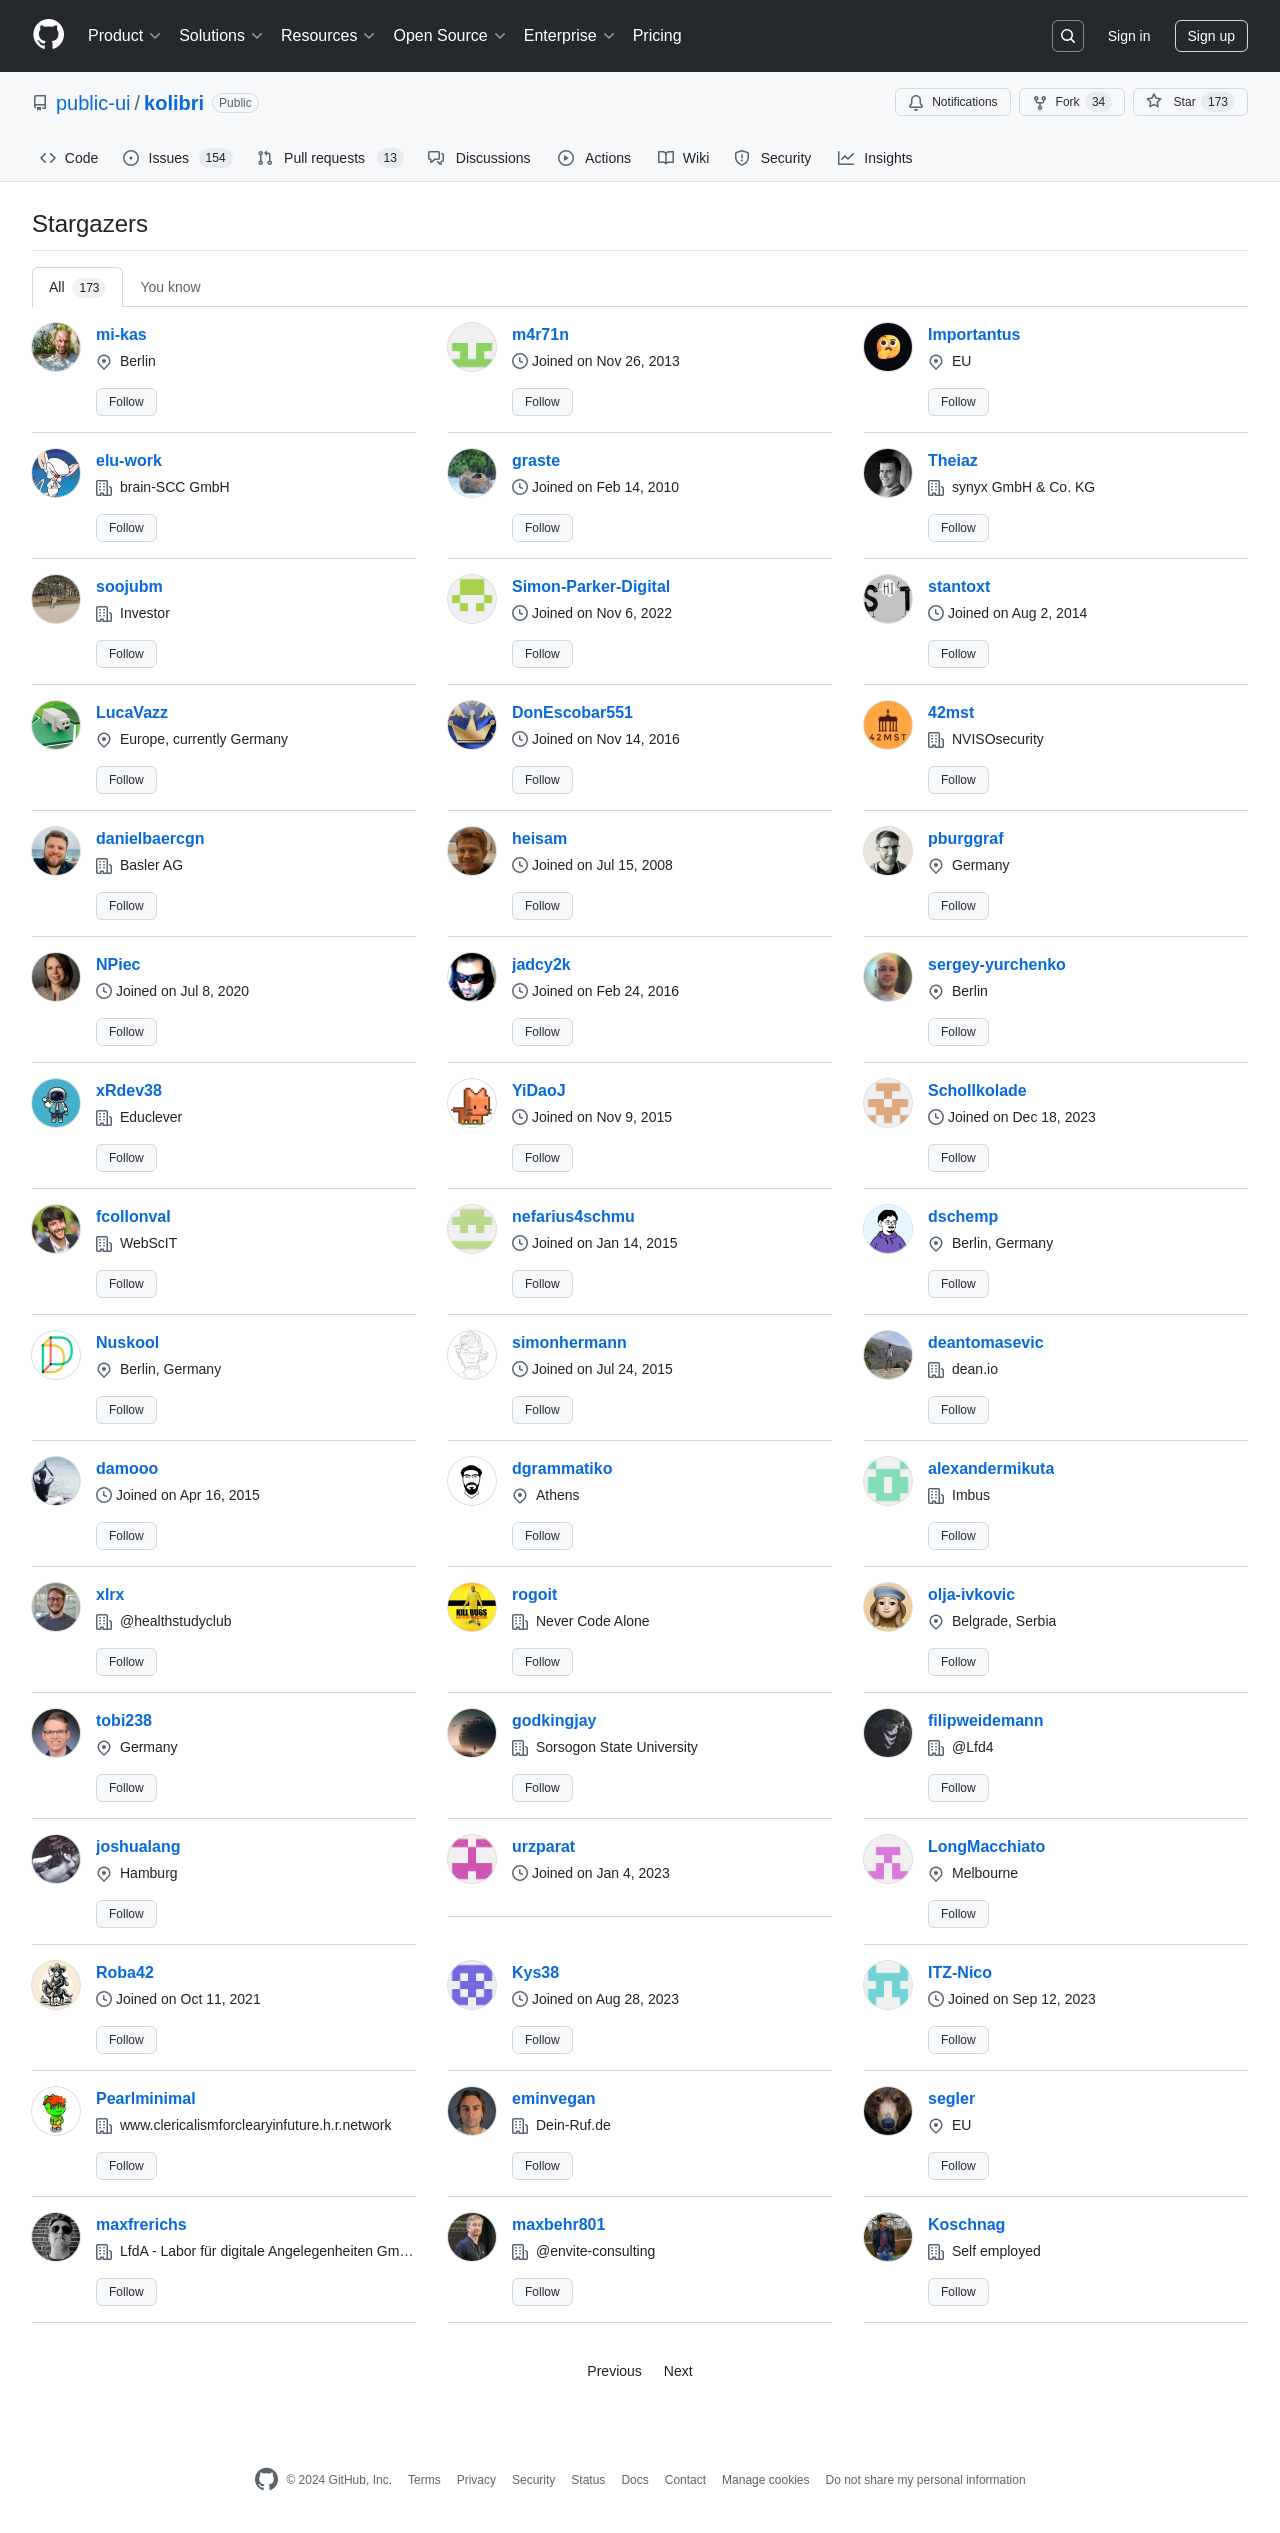 Product Solutions Resources Open Source Enterprise Pricing Sign in Sign up
public-ui / kolibri Public Notifications Fork 34 Star 173
Code Issues 154 Pull requests 13 Discussions Actions Wiki Security Insights
Stargazers
All 173 You know
mi-kas m4r71n Importantus
Berlin Joined on Nov 26, 2013 EU
Follow Follow Follow
elu-work graste Theiaz
brain-SCC GmbH Joined on Feb 14, 2010 synyx GmbH & Co. KG
Follow Follow Follow
soojubm Simon-Parker-Digital stantoxt
Investor Joined on Nov 6, 2022 Joined on Aug 2, 2014
Follow Follow Follow
LucaVazz DonEscobar551 42mst
Europe, currently Germany Joined on Nov 14, 2016 NVISOsecurity
42MST
Follow Follow Follow
danielbaercgn heisam pburggraf
Basler AG Joined on Jul 15, 2008 Germany
Follow Follow Follow
NPiec jadcy2k sergey-yurchenko
Joined on Jul 8, 2020 Joined on Feb 24, 2016 Berlin
Follow Follow Follow
xRdev38 YiDaoJ Schollkolade
Educlever Joined on Nov 9, 2015 Joined on Dec 18, 2023
Follow Follow Follow
fcollonval nefarius4schmu dschemp
WebScIT Joined on Jan 14, 2015 Berlin, Germany
Follow Follow Follow
Nuskool simonhermann deantomasevic
Berlin, Germany Joined on Jul 24, 2015 dean.io
Follow Follow Follow
damooo dgrammatiko alexandermikuta
Joined on Apr 16, 2015 Athens Imbus
Follow Follow Follow
xlrx rogoit olja-ivkovic
KILL BUGS
@healthstudyclub Never Code Alone Belgrade, Serbia
Follow Follow Follow
tobi238 godkingjay filipweidemann
Germany Sorsogon State University @Lfd4
Follow Follow Follow
joshualang urzparat LongMacchiato
Hamburg Joined on Jan 4, 2023 Melbourne
Follow Follow
Roba42 Kys38 ITZ-Nico
Joined on Oct 11, 2021 Joined on Aug 28, 2023 Joined on Sep 12, 2023
Follow Follow Follow
Pearlminimal eminvegan segler
www.clericalismforclearyinfuture.h.r.network Dein-Ruf.de EU
Follow Follow Follow
maxfrerichs maxbehr801 Koschnag
LfdA - Labor für digitale Angelegenheiten Gm… @envite-consulting Self employed
Follow Follow Follow
Previous Next
© 2024 GitHub, Inc. Terms Privacy Security Status Docs Contact Manage cookies Do not share my personal information